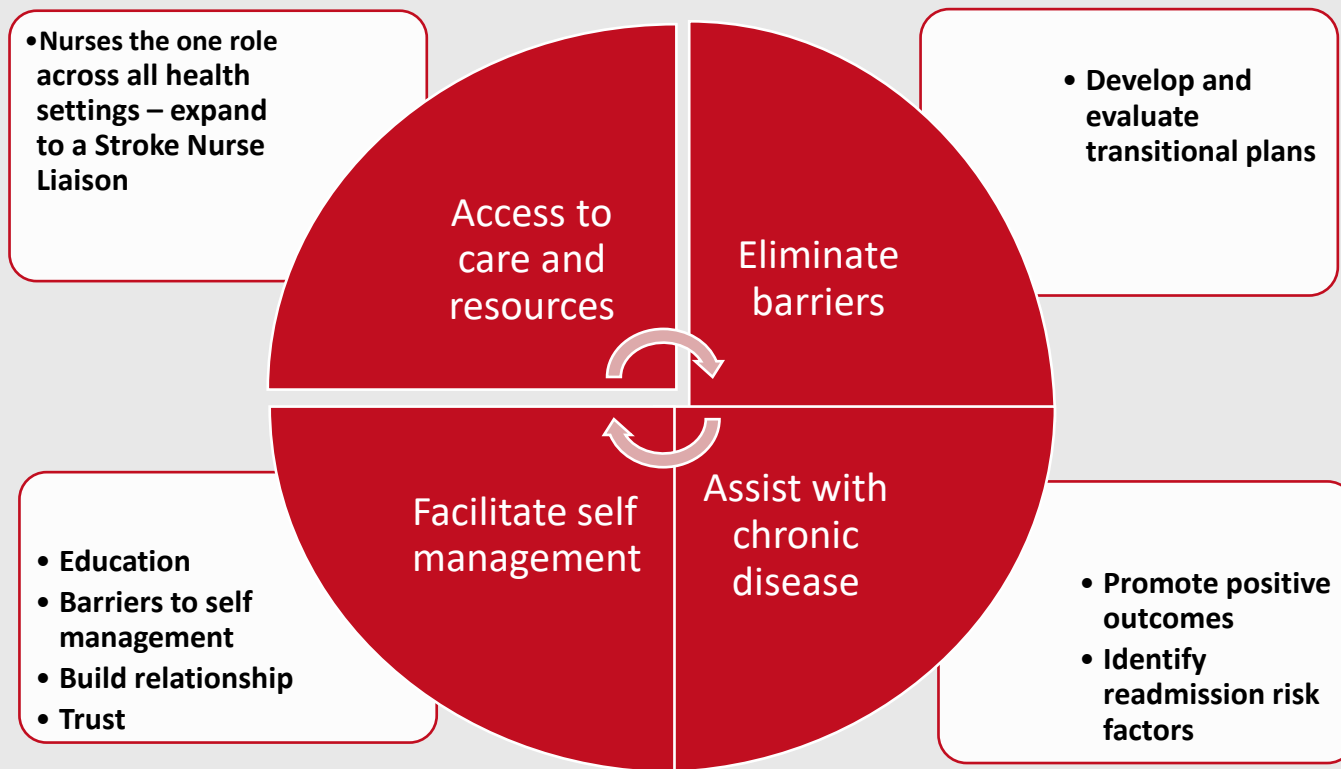 •Nurses the one role
across all health
settings – expand
to a Stroke Nurse
Liaison
• Develop and
evaluate
transitional plans
Access to
care and
resources
Eliminate
barriers
Facilitate self
management
Assist with
chronic
disease
• Education
• Barriers to self
management
• Build relationship
• Trust
• Promote positive
outcomes
• Identify
readmission risk
factors